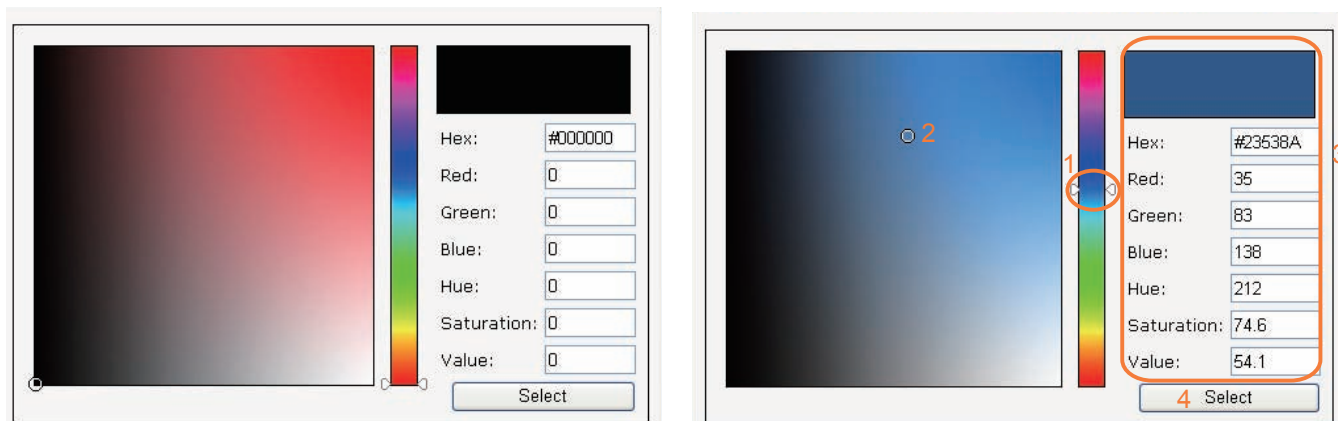 Hex: #000000
Red: 0
Green: 0
Blue: 0
Hue: 0
Saturation: 0
Value: 0
Select
2
1
Hex: #23538A
Red: 35
Green: 83
Blue: 138
Hue: 212
Saturation: 74.6
Value: 54.1
4 Select